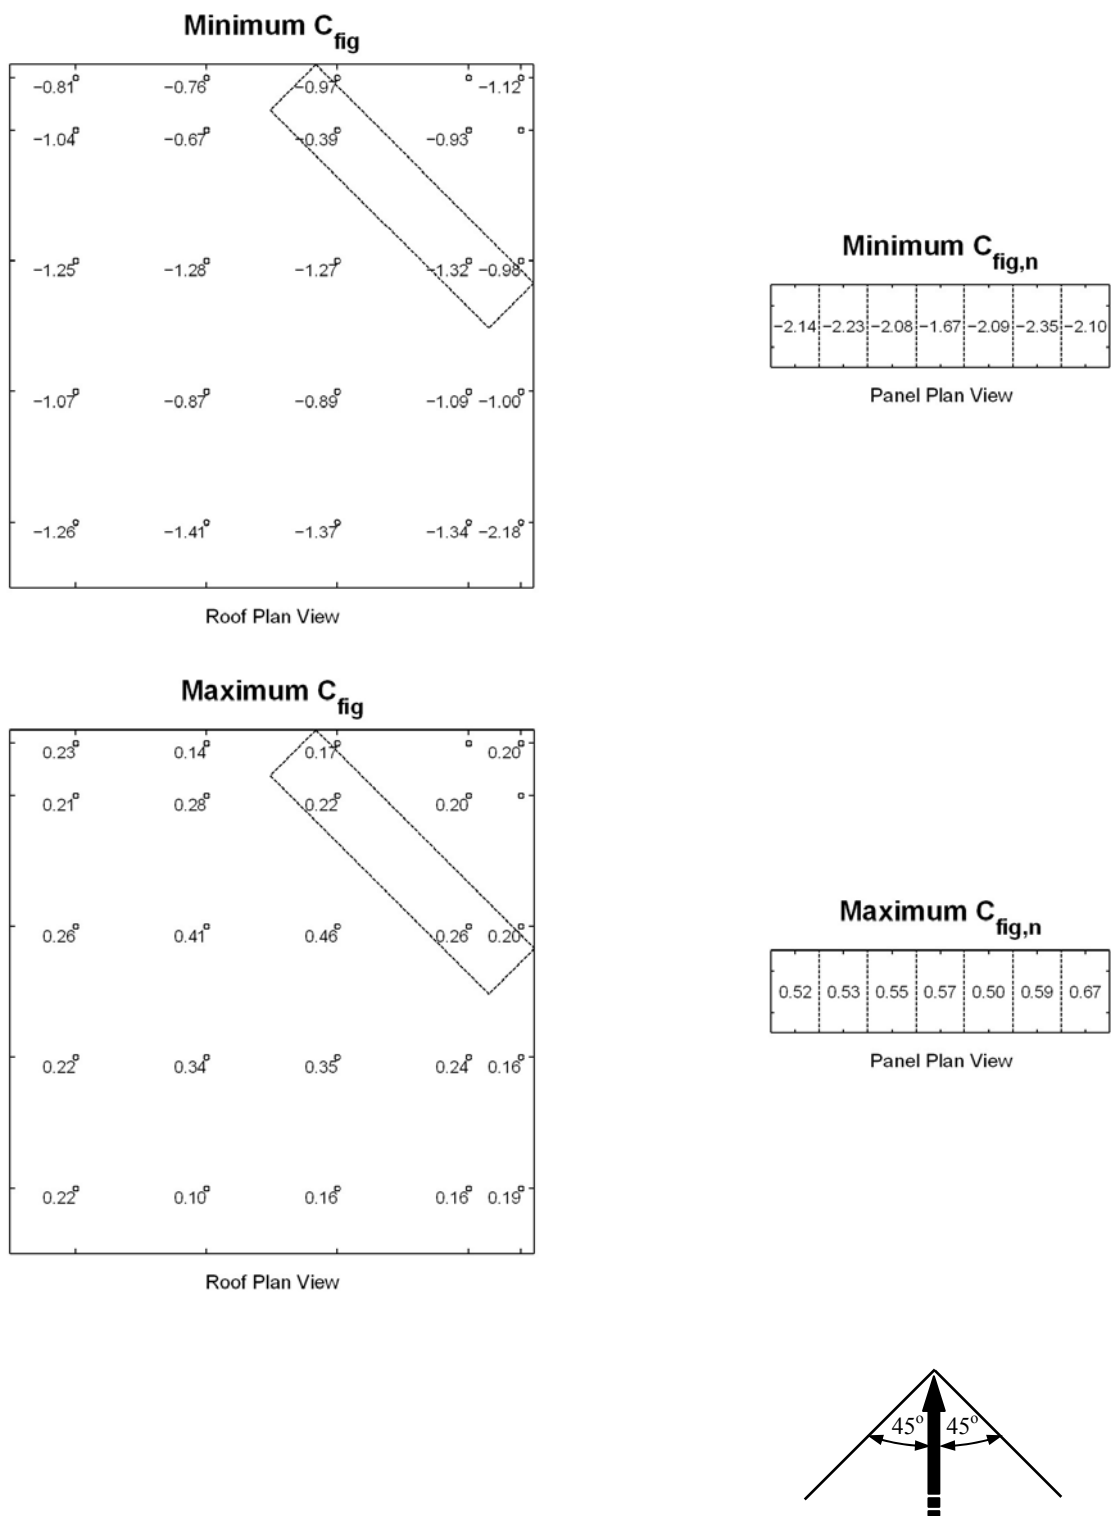 Minimum C fig
−0.81 −0.76 −0.97 −1.12
−1.04 −0.67 −0.39 −0.93
−1.25 −1.28 −1.27 −1.32 −0.98
−1.07 −0.87 −0.89 −1.09 −1.00
−1.26 −1.41 −1.37 −1.34 −2.18
Roof Plan View
Minimum C fig,n
−2.14 −2.23 −2.08 −1.67 −2.09 −2.35 −2.10
Panel Plan View
Maximum C fig
0.23 0.14 0.17 0.20
0.21 0.28 0.22 0.20
0.26 0.41 0.46 0.26 0.20
0.22 0.34 0.35 0.24 0.16
0.22 0.10 0.16 0.16 0.19
Roof Plan View
Maximum C fig,n
0.52 0.53 0.55 0.57 0.50 0.59 0.67
Panel Plan View
45° 45°